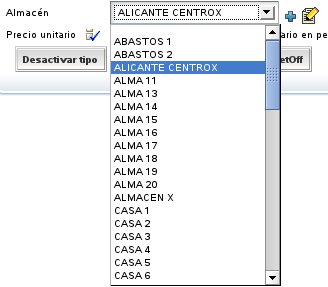 Almacén ALICANTE CENTROX
Precio unitario ario en pe
ABASTOS 1
ABASTOS 2
Desactivar tipo etOff
ALICANTE CENTROX
ALMA 11
ALMA 13
ALMA 14
ALMA 15
ALMA 16
ALMA 17
ALMA 18
ALMA 19
ALMA 20
ALMACEN X
CASA 1
CASA 2
CASA 3
CASA 4
CASA 5
CASA 6